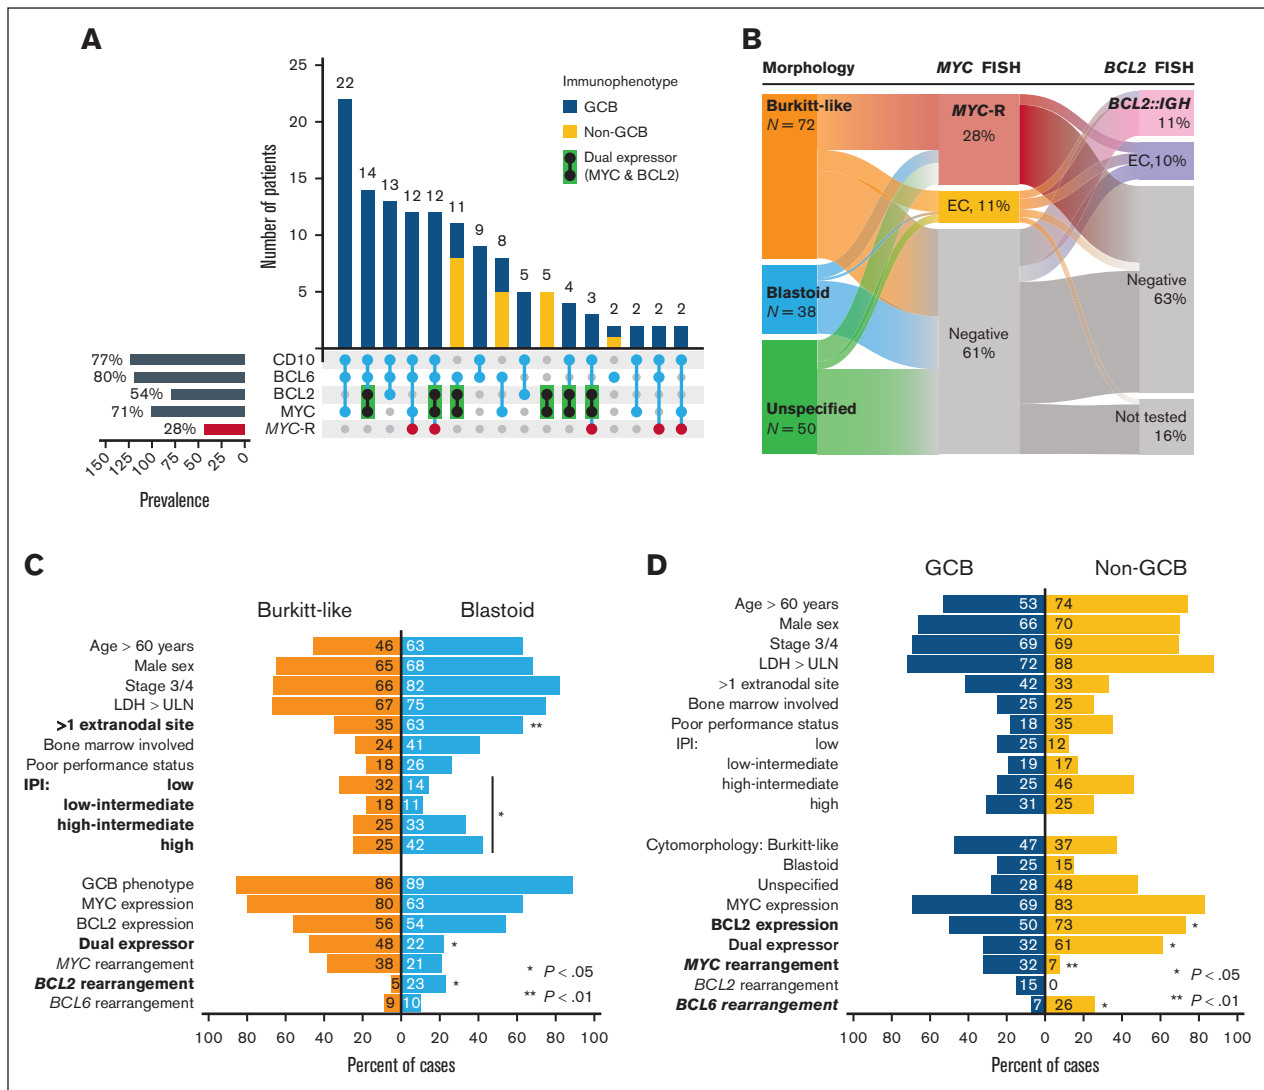 A
Number of patients
25
20
15
10
5
22
14
13
12
12
11
9
8
5
5
4
3
2
2
2
Immunophenotype
GCB
Non-GCB
Dual expressor
(MYC & BCL2)
77%
80%
54%
71%
28%
CD10
BCL6
BCL2
MYC
MYC-R
150 125 100 75 50 25 0
Prevalence
B
Morphology MYC FISH BCL2 FISH
Burkitt-like
N = 72
Blastoid
N = 38
Unspecified
N = 50
MYC-R
28%
EC, 11%
Negative
61%
BCL2::IGH
11%
EC,10%
Negative
63%
Not tested
16%
C
Burkitt-like Blastoid
Age > 60 years 46 63
Male sex 65 68
Stage 3/4 66 82
LDH > ULN 67 75
>1 extranodal site 35 63 **
Bone marrow involved 24 41
Poor performance status 18 26
IPI: low 32 14
low-intermediate 18 11
high-intermediate 25 33
high 25 42
*
GCB phenotype 86 89
MYC expression 80 63
BCL2 expression 56 54
Dual expressor 48 22 *
MYC rearrangement 38 21
BCL2 rearrangement 5 23 *
BCL6 rearrangement 9 10
* P < .05
** P < .01
100 80 60 40 20 0 20 40 60 80 100
Percent of cases
D
GCB Non-GCB
Age > 60 years 53 74
Male sex 66 70
Stage 3/4 69 69
LDH > ULN 72 88
>1 extranodal site 42 33
Bone marrow involved 25 25
Poor performance status 18 35
IPI: low 25 12
low-intermediate 19 17
high-intermediate 25 46
high 31 25
Cytomorphology: Burkitt-like 47 37
Blastoid 25 15
Unspecified 28 48
MYC expression 69 83
BCL2 expression 50 73 *
Dual expressor 32 61 *
MYC rearrangement 32 7 **
BCL2 rearrangement 15 0
BCL6 rearrangement 7 26 *
* P < .05
** P < .01
100 80 60 40 20 0 20 40 60 80 100
Percent of cases